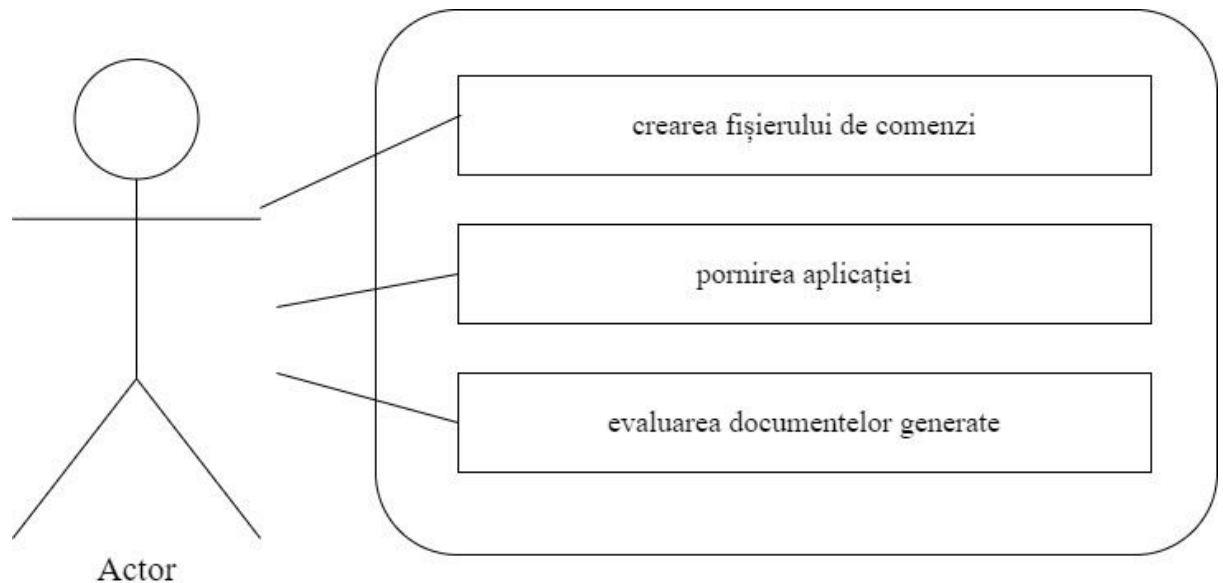 crearea fișierului de comenzi
pornirea aplicației
evaluarea documentelor generate
Actor